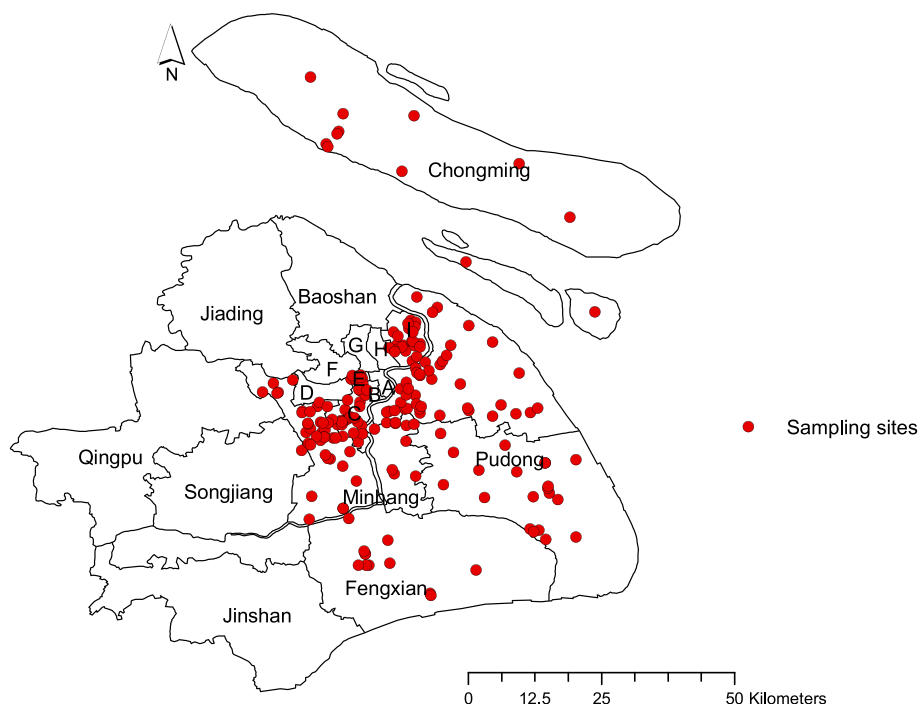 N
Chongming
Baoshan
Jiading
I
G
H
F
E
D
B
A
C
Sampling sites
Qingpu
Pudong
Songjiang
Minhang
Fengxian
Jinshan
0 12.5 25 50 Kilometers